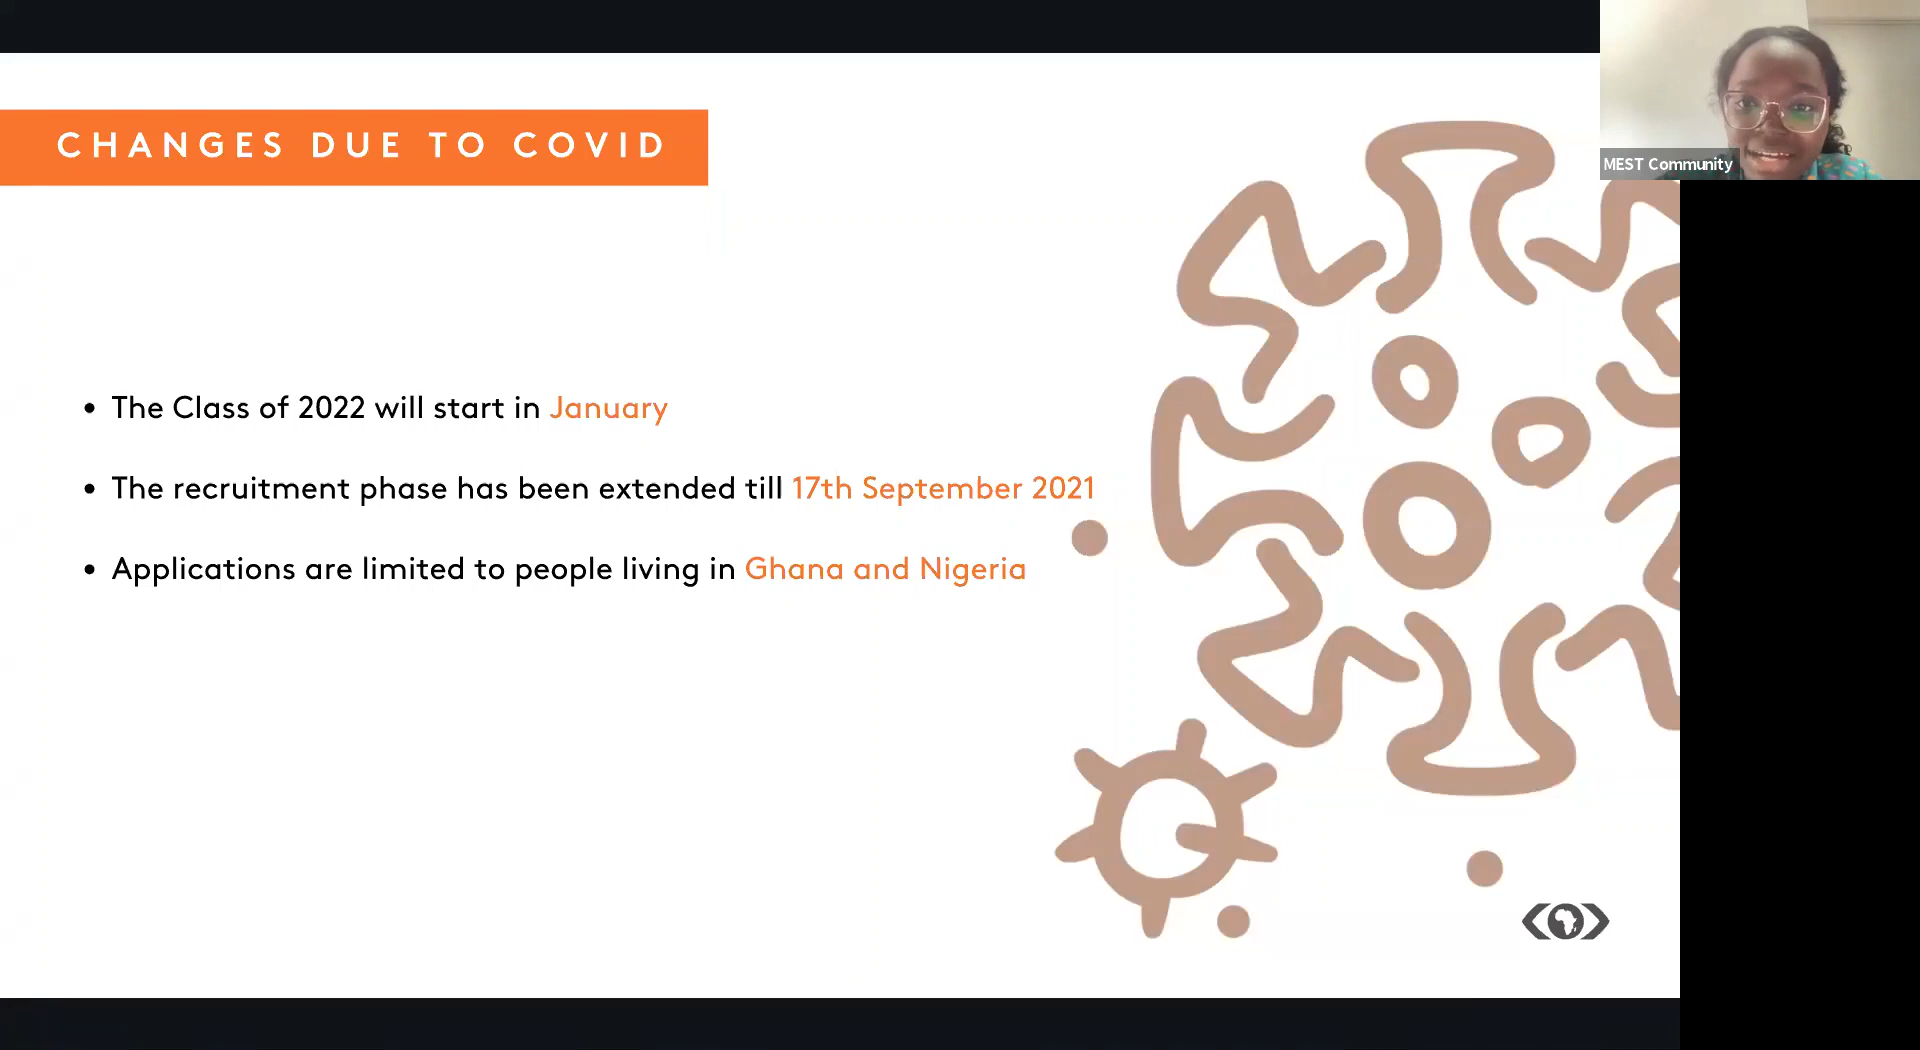 CHANGES DUE TO COVID
MEST Community
• The Class of 2022 will start in January
• The recruitment phase has been extended till 17th September 2021
• Applications are limited to people living in Ghana and Nigeria